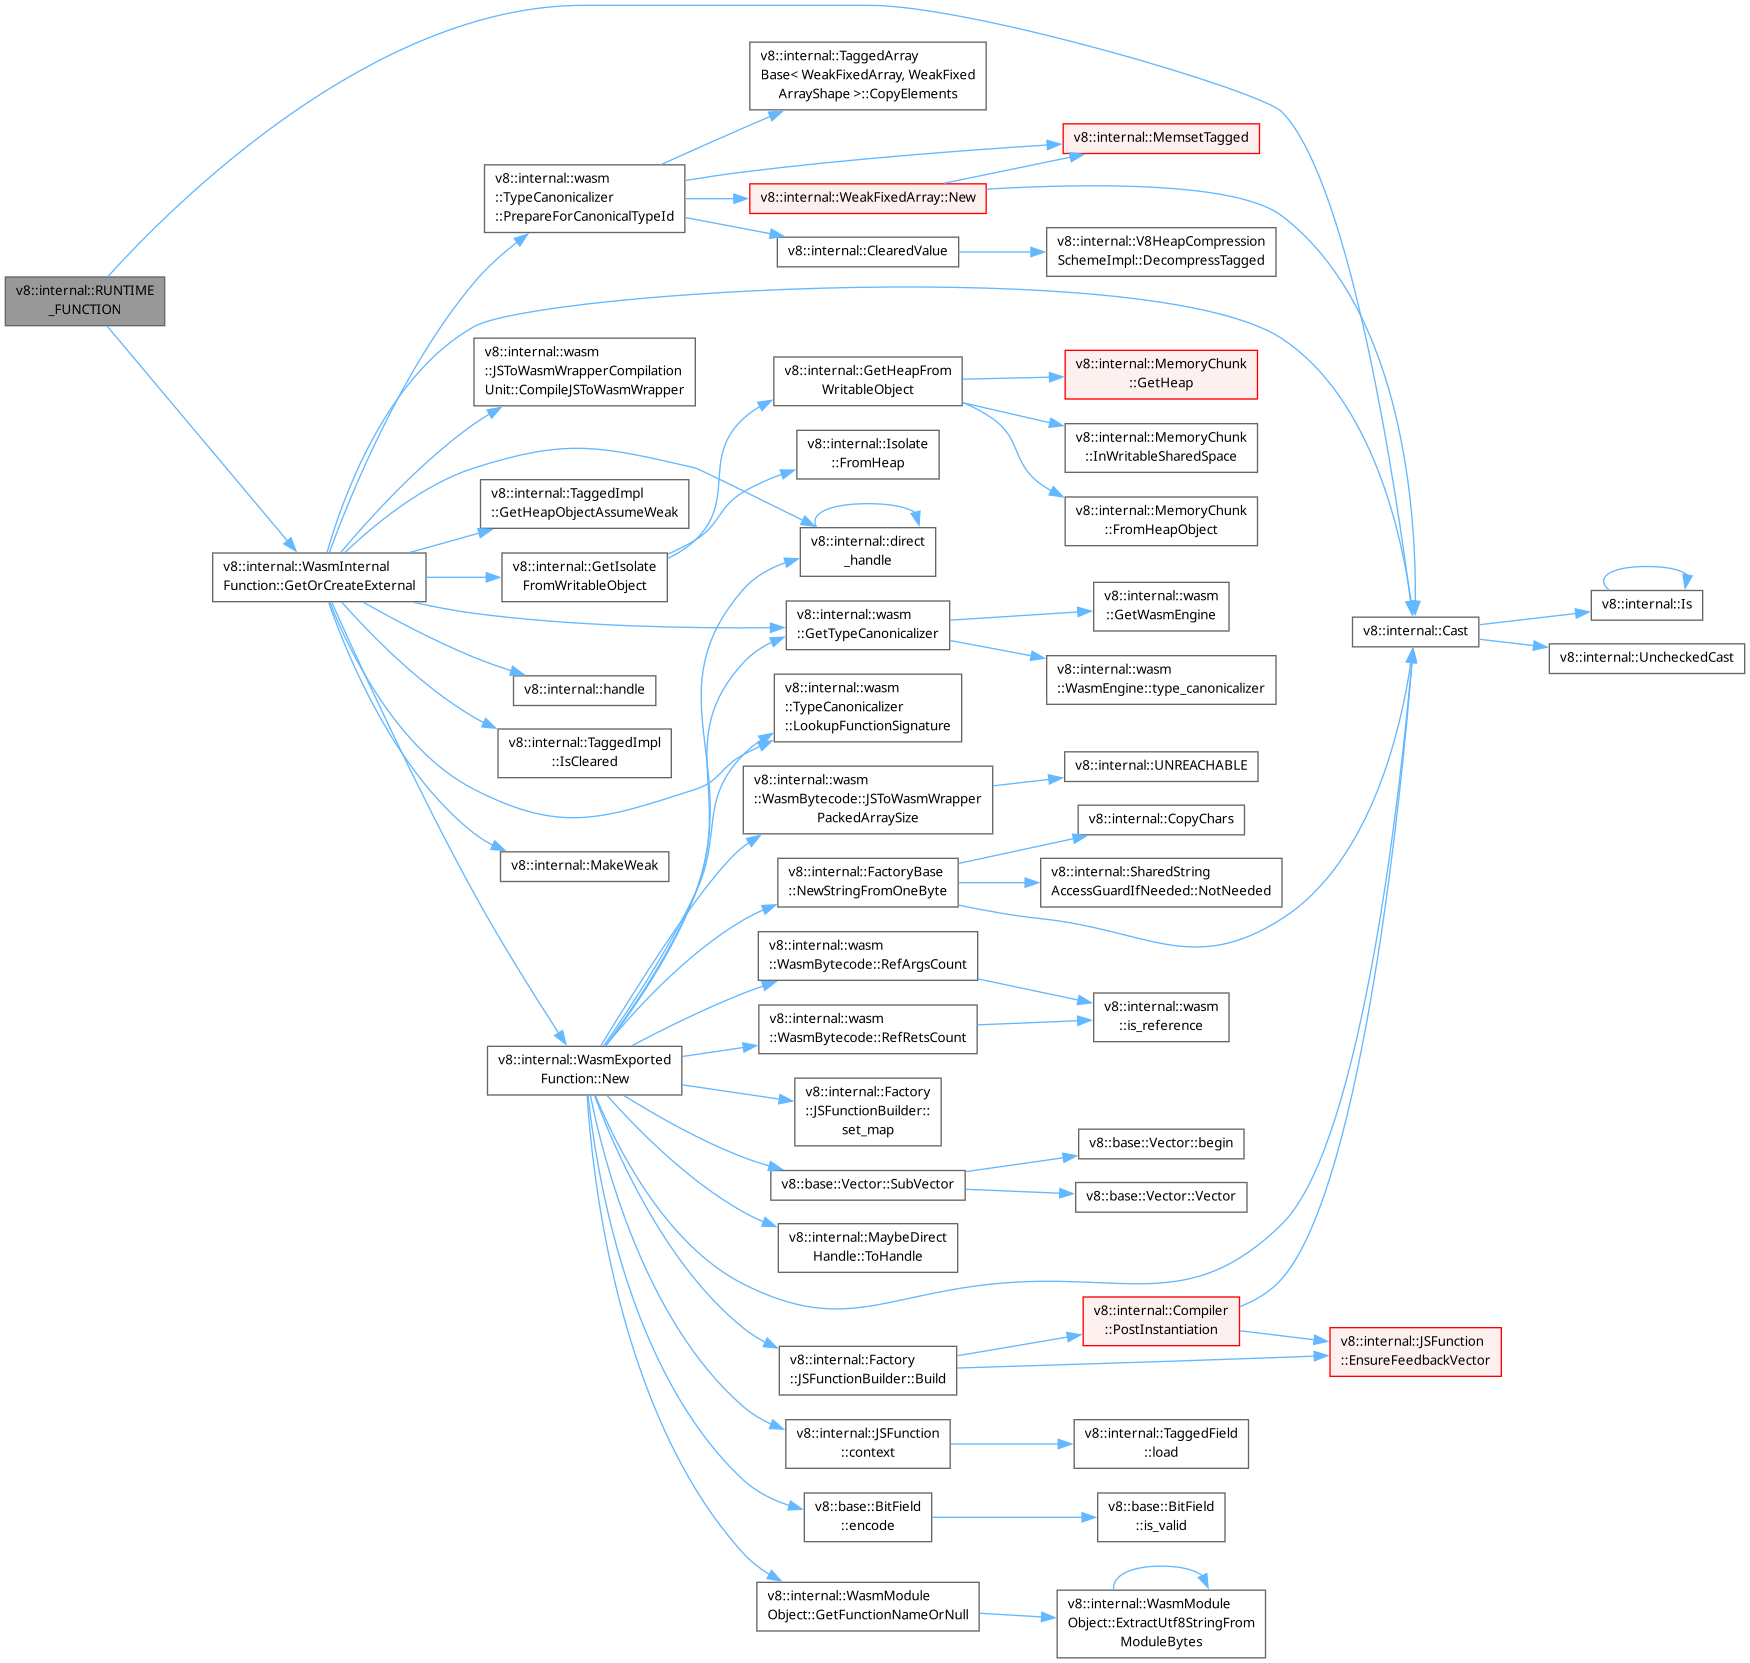 v8::internal::RUNTIME
_FUNCTION
v8::internal::WasmInternal
Function::GetOrCreateExternal
v8::internal::wasm
::TypeCanonicalizer
::PrepareForCanonicalTypeId
v8::internal::wasm
::JSToWasmWrapperCompilation
Unit::CompileJSToWasmWrapper
v8::internal::TaggedImpl
::GetHeapObjectAssumeWeak
v8::internal::GetIsolate
FromWritableObject
v8::internal::handle
v8::internal::TaggedImpl
::IsCleared
v8::internal::MakeWeak
v8::internal::WasmExported
Function::New
v8::internal::TaggedArray
Base< WeakFixedArray, WeakFixed
ArrayShape >::CopyElements
v8::internal::WeakFixedArray::New
v8::internal::ClearedValue
v8::internal::GetHeapFrom
WritableObject
v8::internal::Isolate
::FromHeap
v8::internal::direct
_handle
v8::internal::wasm
::GetTypeCanonicalizer
v8::internal::wasm
::TypeCanonicalizer
::LookupFunctionSignature
v8::internal::wasm
::WasmBytecode::JSToWasmWrapper
PackedArraySize
v8::internal::FactoryBase
::NewStringFromOneByte
v8::internal::wasm
::WasmBytecode::RefArgsCount
v8::internal::wasm
::WasmBytecode::RefRetsCount
v8::internal::Factory
::JSFunctionBuilder::
set_map
v8::base::Vector::SubVector
v8::internal::MaybeDirect
Handle::ToHandle
v8::internal::Factory
::JSFunctionBuilder::Build
v8::internal::JSFunction
::context
v8::base::BitField
::encode
v8::internal::WasmModule
Object::GetFunctionNameOrNull
v8::internal::MemsetTagged
v8::internal::V8HeapCompression
SchemeImpl::DecompressTagged
v8::internal::MemoryChunk
::GetHeap
v8::internal::MemoryChunk
::InWritableSharedSpace
v8::internal::MemoryChunk
::FromHeapObject
v8::internal::wasm
::GetWasmEngine
v8::internal::wasm
::WasmEngine::type_canonicalizer
v8::internal::UNREACHABLE
v8::internal::CopyChars
v8::internal::SharedString
AccessGuardIfNeeded::NotNeeded
v8::internal::wasm
::is_reference
v8::base::Vector::begin
v8::base::Vector::Vector
v8::internal::Compiler
::PostInstantiation
v8::internal::TaggedField
::load
v8::base::BitField
::is_valid
v8::internal::WasmModule
Object::ExtractUtf8StringFrom
ModuleBytes
v8::internal::Cast
v8::internal::JSFunction
::EnsureFeedbackVector
v8::internal::Is
v8::internal::UncheckedCast